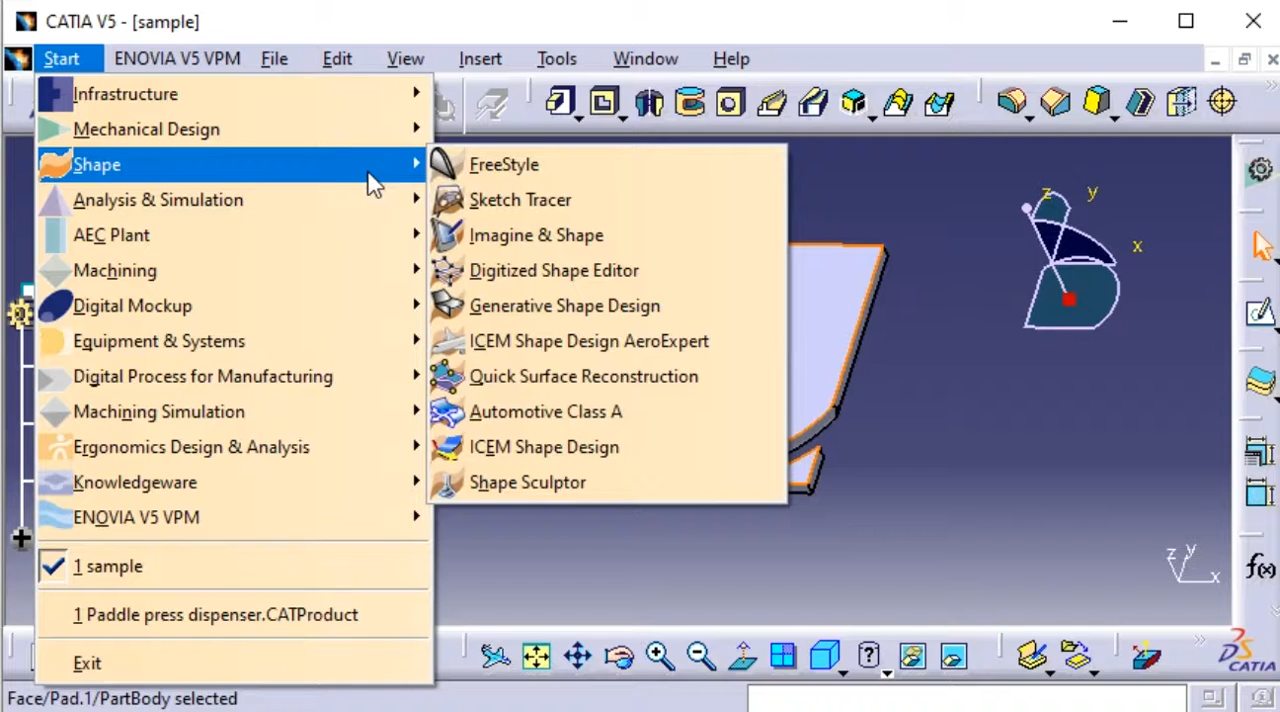 CATIA V5 - [sample]
Start ENOVIA V5 VPM File Edit View Insert Tools Window Help
Infrastructure
Mechanical Design
Shape
Analysis & Simulation
AEC Plant
Machining
Digital Mockup
Equipment & Systems
Digital Process for Manufacturing
Machining Simulation
Ergonomics Design & Analysis
Knowledgeware
ENOVIA V5 VPM
1 sample
1 Paddle press dispenser.CATProduct
Exit
FreeStyle
Sketch Tracer
Imagine & Shape
Digitized Shape Editor
Generative Shape Design
ICEM Shape Design AeroExpert
Quick Surface Reconstruction
Automotive Class A
ICEM Shape Design
Shape Sculptor
z y
x
z y
x
f(x)
?
DS
CATIA
Face/Pad.1/PartBody selected